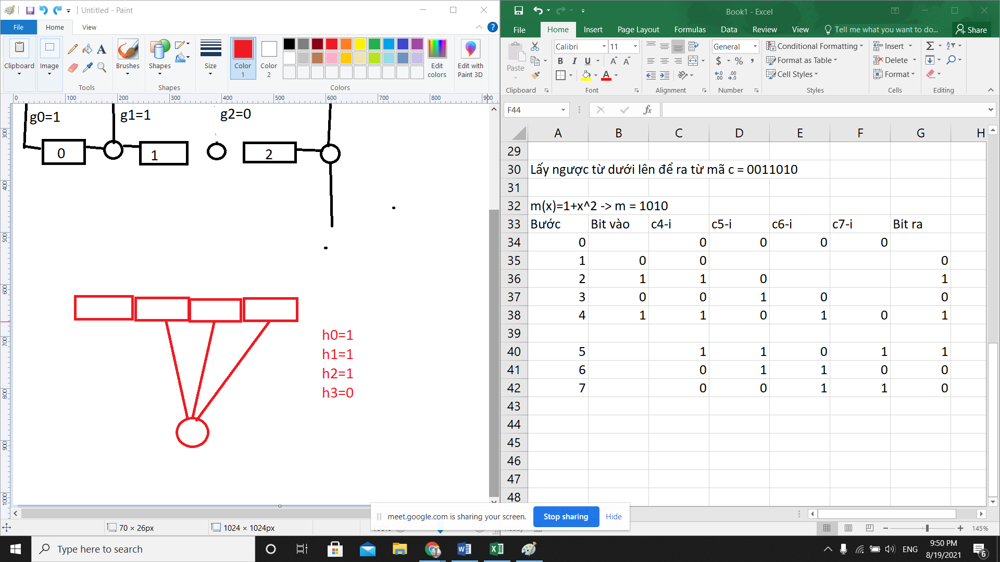 Untitled - Paint
File Home View
Clipboard Image Tools Brushes Shapes Shapes Size Color 1 Color 2 Colors Edit colors Edit with Paint 3D
0 100 200 300 400 500 600 700 800 900
300 400 500 600 700 800 900 1000
g0=1 g1=1 g2=0
0 1 2
h0=1
h1=1
h2=1
h3=0
70 × 26px 1024 × 1024px
Book1 - Excel
File Home Insert Page Layout Formulas Data Review View Tell me what you want to do... Share
Paste Calibri 11 General Conditional Formatting Insert
B I U A A $ % , Format as Table Delete
A Cell Styles Format
Clipboard Font Alignment Number Styles Cells Editing
F44 fx
A B C D E F G H
29
30 Lấy ngược từ dưới lên để ra từ mã c = 0011010
31
32 m(x)=1+x^2 -> m = 1010
33 Bước Bit vào c4-i c5-i c6-i c7-i Bit ra
34 0 0 0 0 0
35 1 0 0 0
36 2 1 1 0 1
37 3 0 0 1 0 0
38 4 1 1 0 1 0 1
39
40 5 1 1 0 1 1
41 6 0 1 1 0 0
42 7 0 0 1 1 0
43
44
45
46
47
48
145%
meet.google.com is sharing your screen. Stop sharing Hide
Type here to search
ENG 9:50 PM
8/19/2021
6